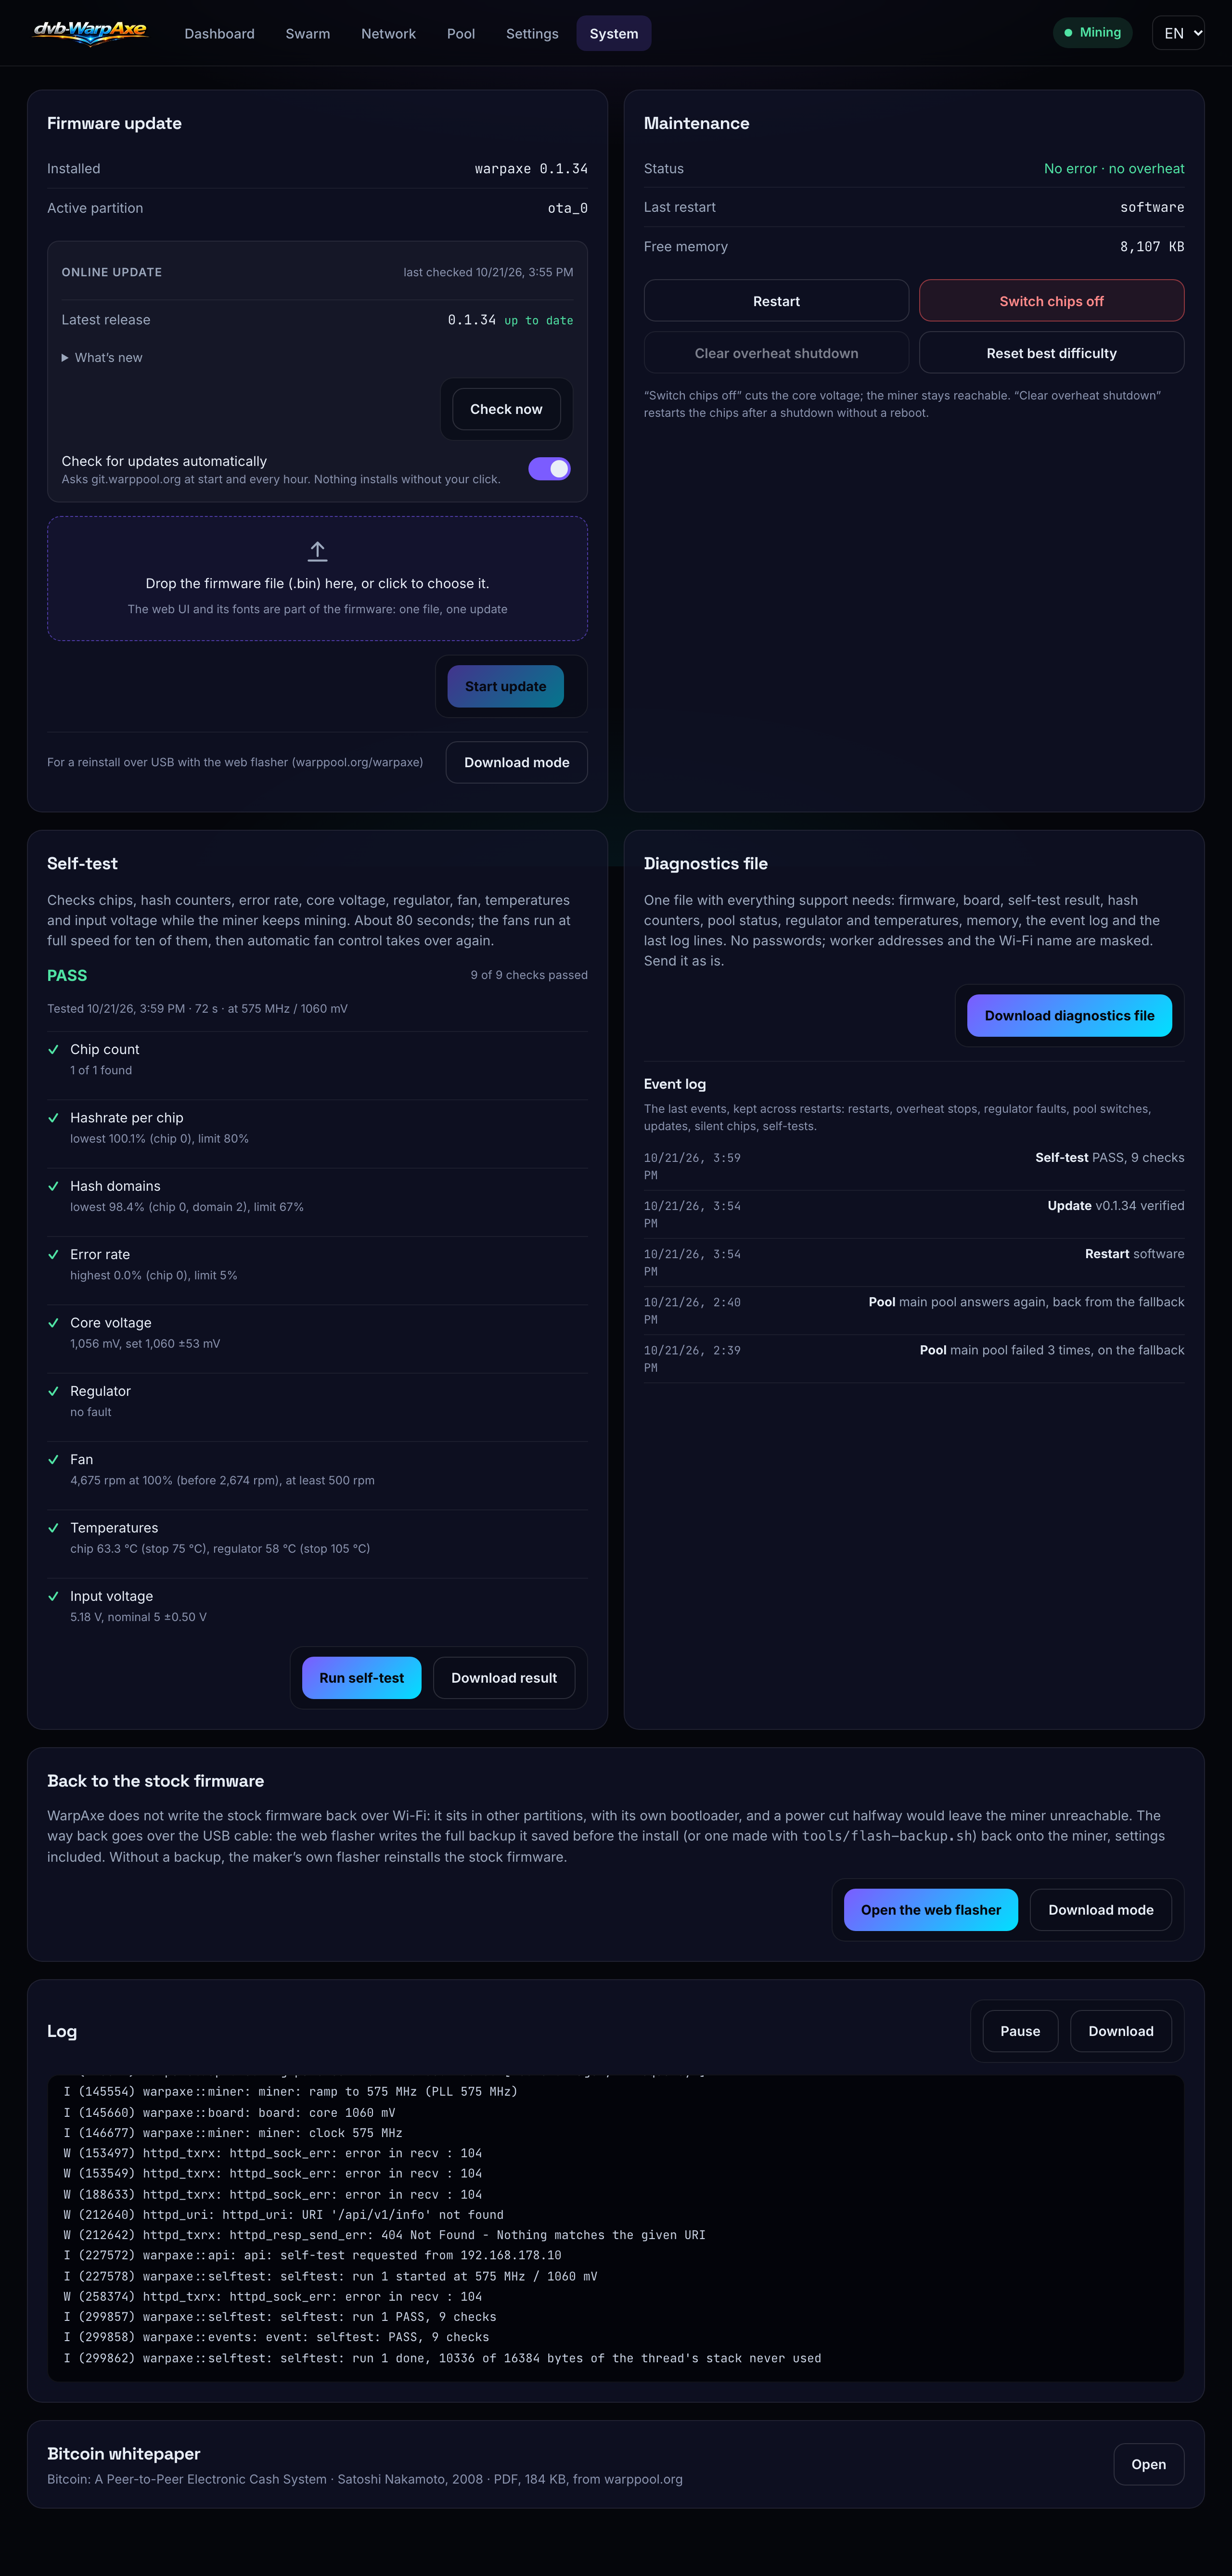 dvb-WarpAxe
Dashboard
Swarm
Network
Pool
Settings
System
Mining
EN
Firmware update
Installed
warpaxe 0.1.34
Active partition
ota_0
ONLINE UPDATE
last checked 10/21/26, 3:55 PM
Latest release
0.1.34 up to date
What's new
Check now
Check for updates automatically
Asks git.warppool.org at start and every hour. Nothing installs without your click.
Drop the firmware file (.bin) here, or click to choose it.
The web UI and its fonts are part of the firmware: one file, one update
Start update
For a reinstall over USB with the web flasher (warppool.org/warpaxe)
Download mode
Maintenance
Status
No error · no overheat
Last restart
software
Free memory
8,107 KB
Restart
Switch chips off
Clear overheat shutdown
Reset best difficulty
“Switch chips off” cuts the core voltage; the miner stays reachable. “Clear overheat shutdown”
restarts the chips after a shutdown without a reboot.
Self-test
Checks chips, hash counters, error rate, core voltage, regulator, fan, temperatures
and input voltage while the miner keeps mining. About 80 seconds; the fans run at
full speed for ten of them, then automatic fan control takes over again.
PASS
9 of 9 checks passed
Tested 10/21/26, 3:59 PM · 72 s · at 575 MHz / 1060 mV
Chip count
1 of 1 found
Hashrate per chip
lowest 100.1% (chip 0), limit 80%
Hash domains
lowest 98.4% (chip 0, domain 2), limit 67%
Error rate
highest 0.0% (chip 0), limit 5%
Core voltage
1,056 mV, set 1,060 ±53 mV
Regulator
no fault
Fan
4,675 rpm at 100% (before 2,674 rpm), at least 500 rpm
Temperatures
chip 63.3 °C (stop 75 °C), regulator 58 °C (stop 105 °C)
Input voltage
5.18 V, nominal 5 ±0.50 V
Run self-test
Download result
Diagnostics file
One file with everything support needs: firmware, board, self-test result, hash
counters, pool status, regulator and temperatures, memory, the event log and the
last log lines. No passwords; worker addresses and the Wi-Fi name are masked.
Send it as is.
Download diagnostics file
Event log
The last events, kept across restarts: restarts, overheat stops, regulator faults, pool switches,
updates, silent chips, self-tests.
10/21/26, 3:59 PM
Self-test PASS, 9 checks
10/21/26, 3:54 PM
Update v0.1.34 verified
10/21/26, 3:54 PM
Restart software
10/21/26, 2:40 PM
Pool main pool answers again, back from the fallback
10/21/26, 2:39 PM
Pool main pool failed 3 times, on the fallback
Back to the stock firmware
WarpAxe does not write the stock firmware back over Wi-Fi: it sits in other partitions, with its own bootloader, and a power cut halfway would leave the miner unreachable. The
way back goes over the USB cable: the web flasher writes the full backup it saved before the install (or one made with tools/flash-backup.sh) back onto the miner, settings
included. Without a backup, the maker's own flasher reinstalls the stock firmware.
Open the web flasher
Download mode
Log
Pause
Download
I (145554) warpaxe::miner: miner: ramp to 575 MHz (PLL 575 MHz)
I (145660) warpaxe::board: board: core 1060 mV
I (146677) warpaxe::miner: miner: clock 575 MHz
W (153497) httpd_txrx: httpd_sock_err: error in recv : 104
W (153549) httpd_txrx: httpd_sock_err: error in recv : 104
W (188633) httpd_txrx: httpd_sock_err: error in recv : 104
W (212640) httpd_uri: httpd_uri: URI '/api/v1/info' not found
W (212642) httpd_txrx: httpd_resp_send_err: 404 Not Found - Nothing matches the given URI
I (227572) warpaxe::api: api: self-test requested from 192.168.178.10
I (227578) warpaxe::selftest: selftest: run 1 started at 575 MHz / 1060 mV
W (258374) httpd_txrx: httpd_sock_err: error in recv : 104
I (299857) warpaxe::selftest: selftest: run 1 PASS, 9 checks
I (299858) warpaxe::events: event: selftest: PASS, 9 checks
I (299862) warpaxe::selftest: selftest: run 1 done, 10336 of 16384 bytes of the thread's stack never used
Bitcoin whitepaper
Bitcoin: A Peer-to-Peer Electronic Cash System · Satoshi Nakamoto, 2008 · PDF, 184 KB, from warppool.org
Open